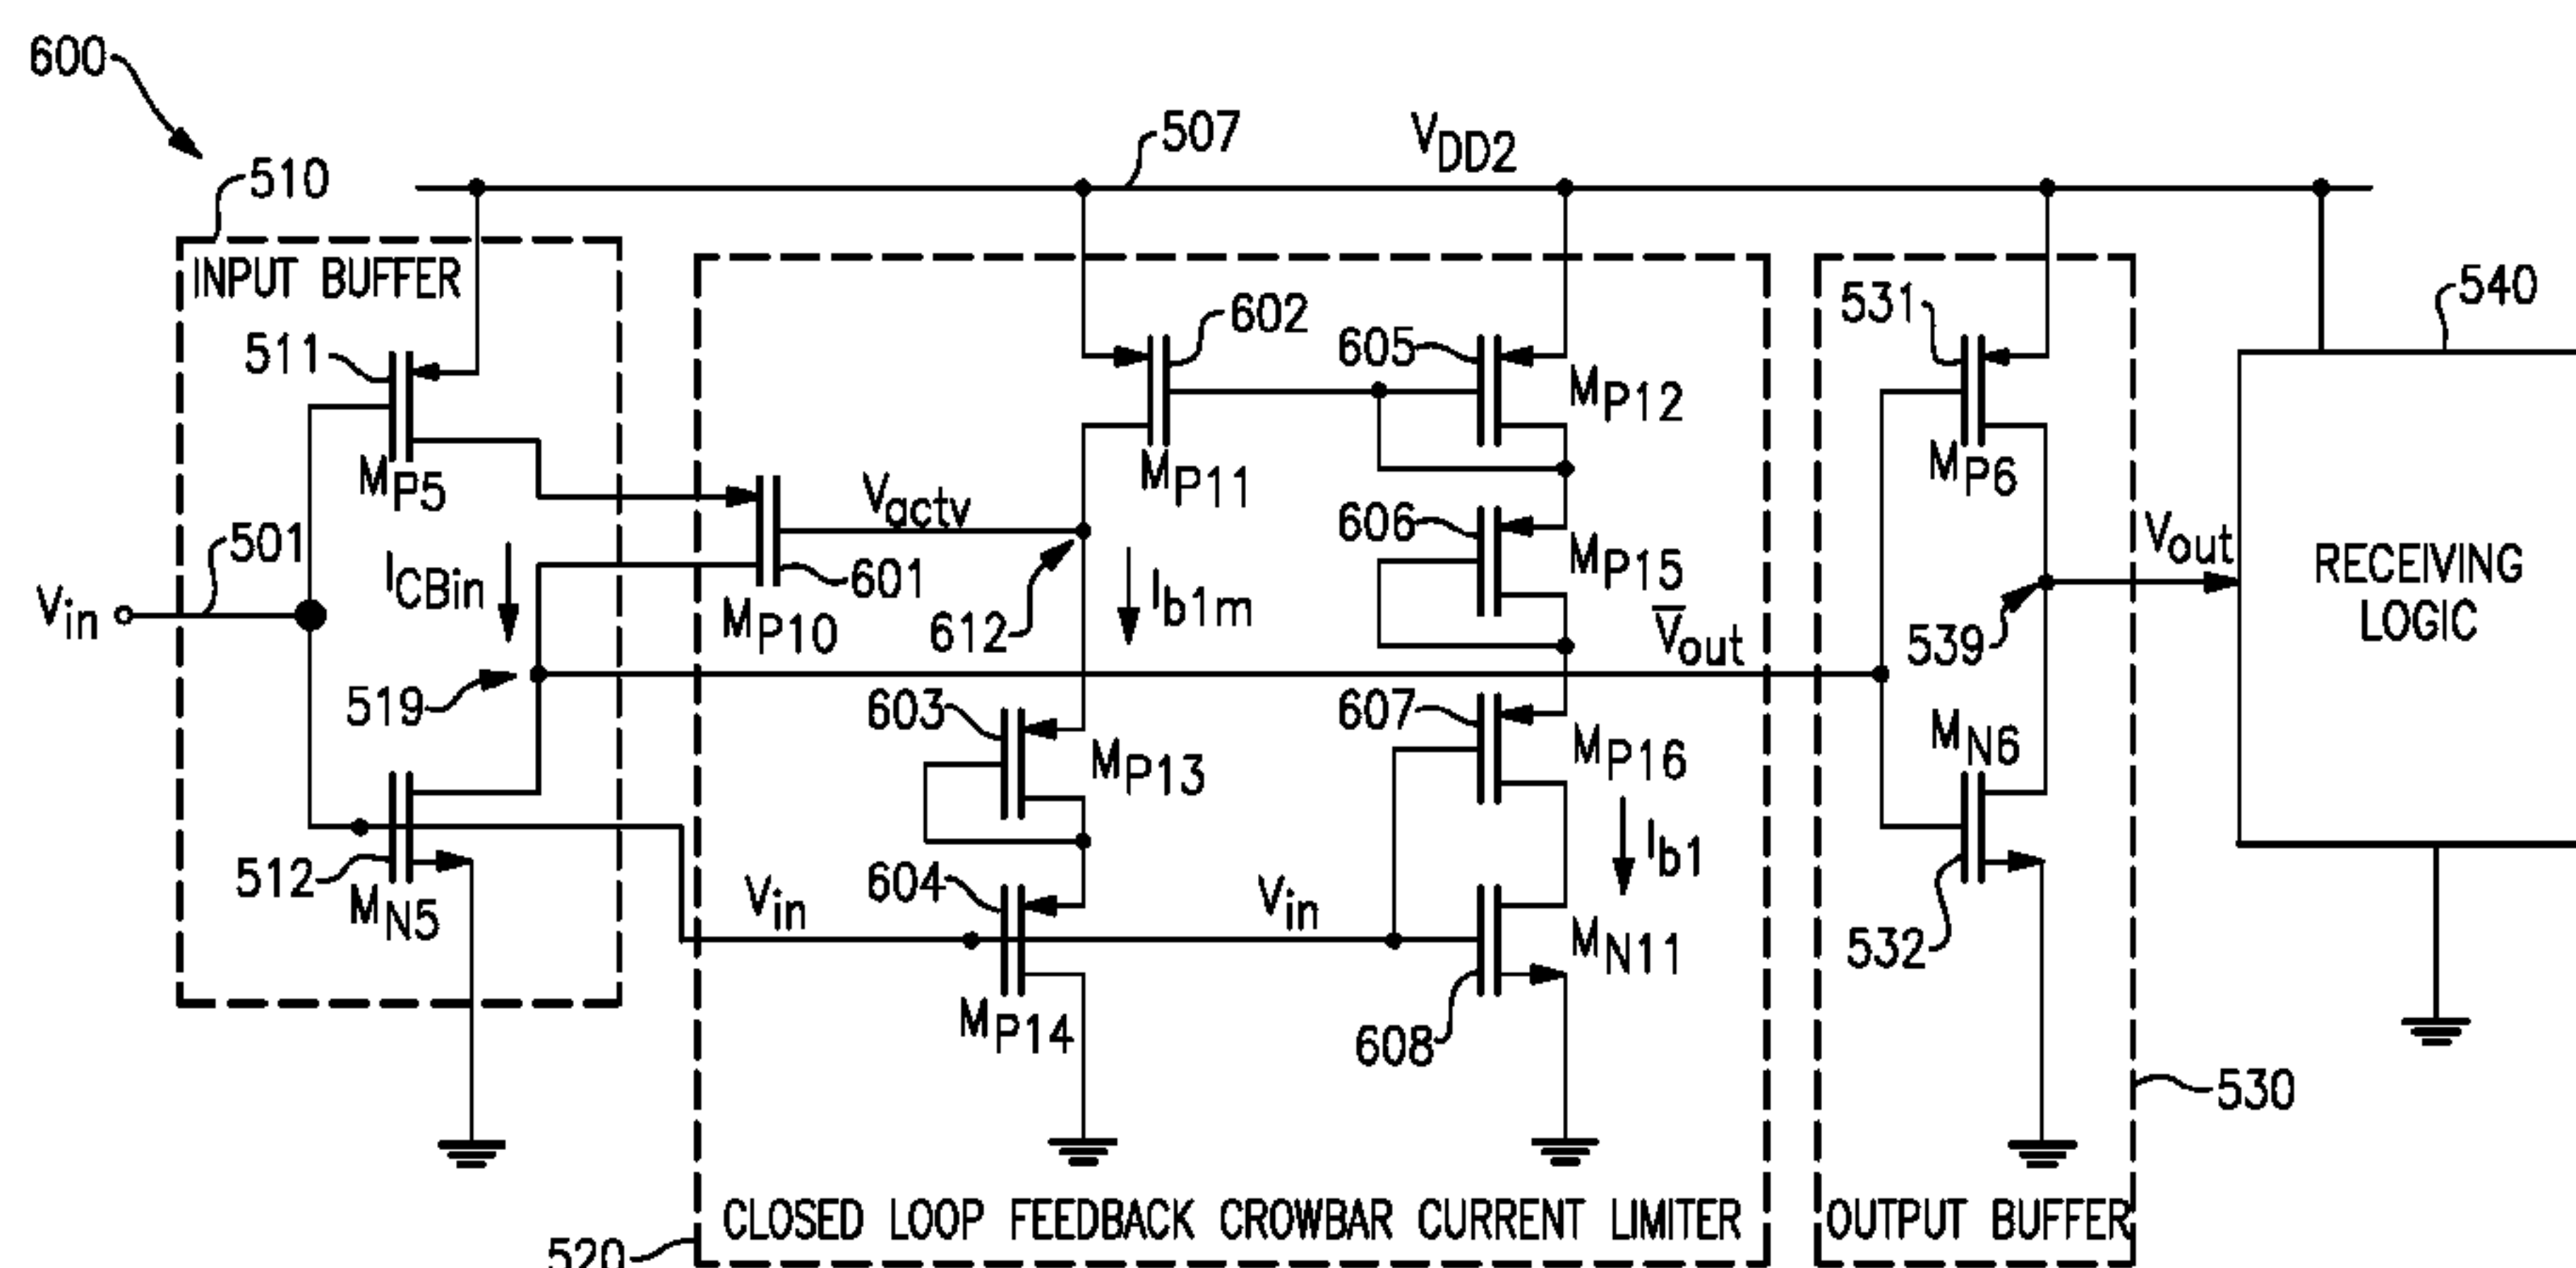 600
510
507
VDD2
INPUT BUFFER
511
MP5
501
Vin
ICBin
519
512
MN5
602
605
MP12
MP11
Vactv
601
MP10
612
Ib1m
606
MP15
V̅out
603
MP13
607
MP16
Ib1
604
Vin
Vin
MP14
MN11
608
531
MP6
539
MN6
532
Vout
540
RECEIVING
LOGIC
530
CLOSED LOOP FEEDBACK CROWBAR CURRENT LIMITER
OUTPUT BUFFER
520